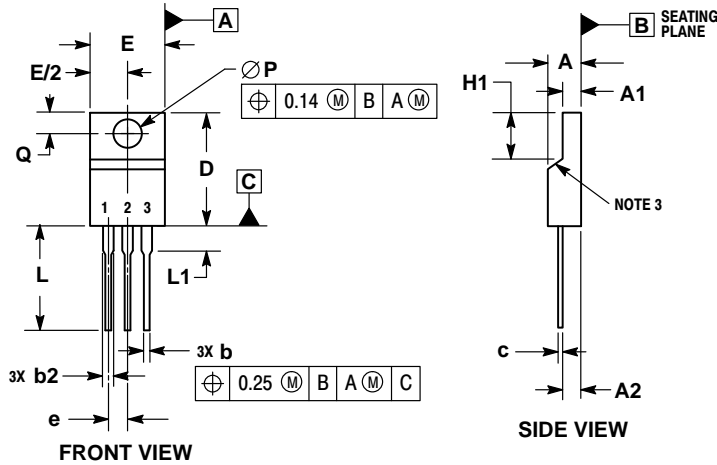 A
E
E/2
Ø P
⌖ 0.14 Ⓜ B A Ⓜ
Q
D
C
1 2 3
L
L1
3X b
3X b2
⌖ 0.25 Ⓜ B A Ⓜ C
e
FRONT VIEW
B SEATING
PLANE
A
H1
A1
NOTE 3
c
A2
SIDE VIEW